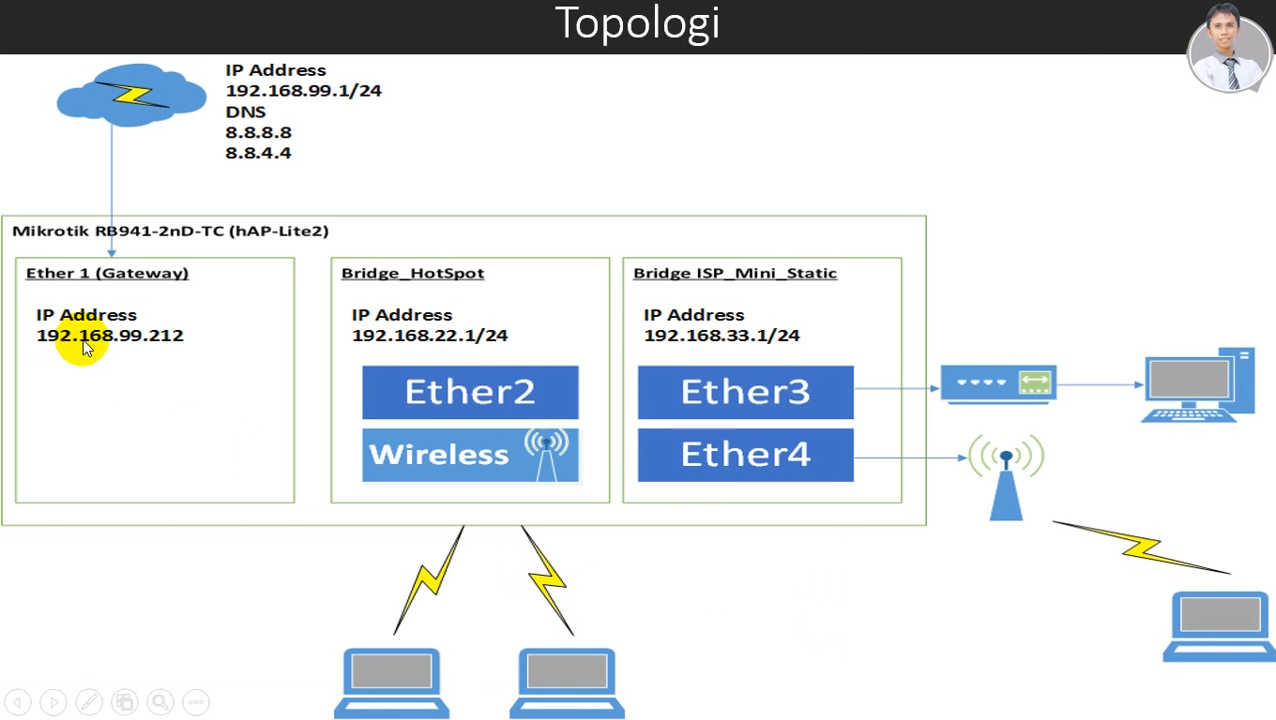 Topologi
IP Address
192.168.99.1/24
DNS
8.8.8.8
8.8.4.4
Mikrotik RB941-2nD-TC (hAP-Lite2)
Ether 1 (Gateway)
IP Address
192.168.99.212
Bridge_HotSpot
IP Address
192.168.22.1/24
Ether2
Wireless
Bridge ISP_Mini_Static
IP Address
192.168.33.1/24
Ether3
Ether4